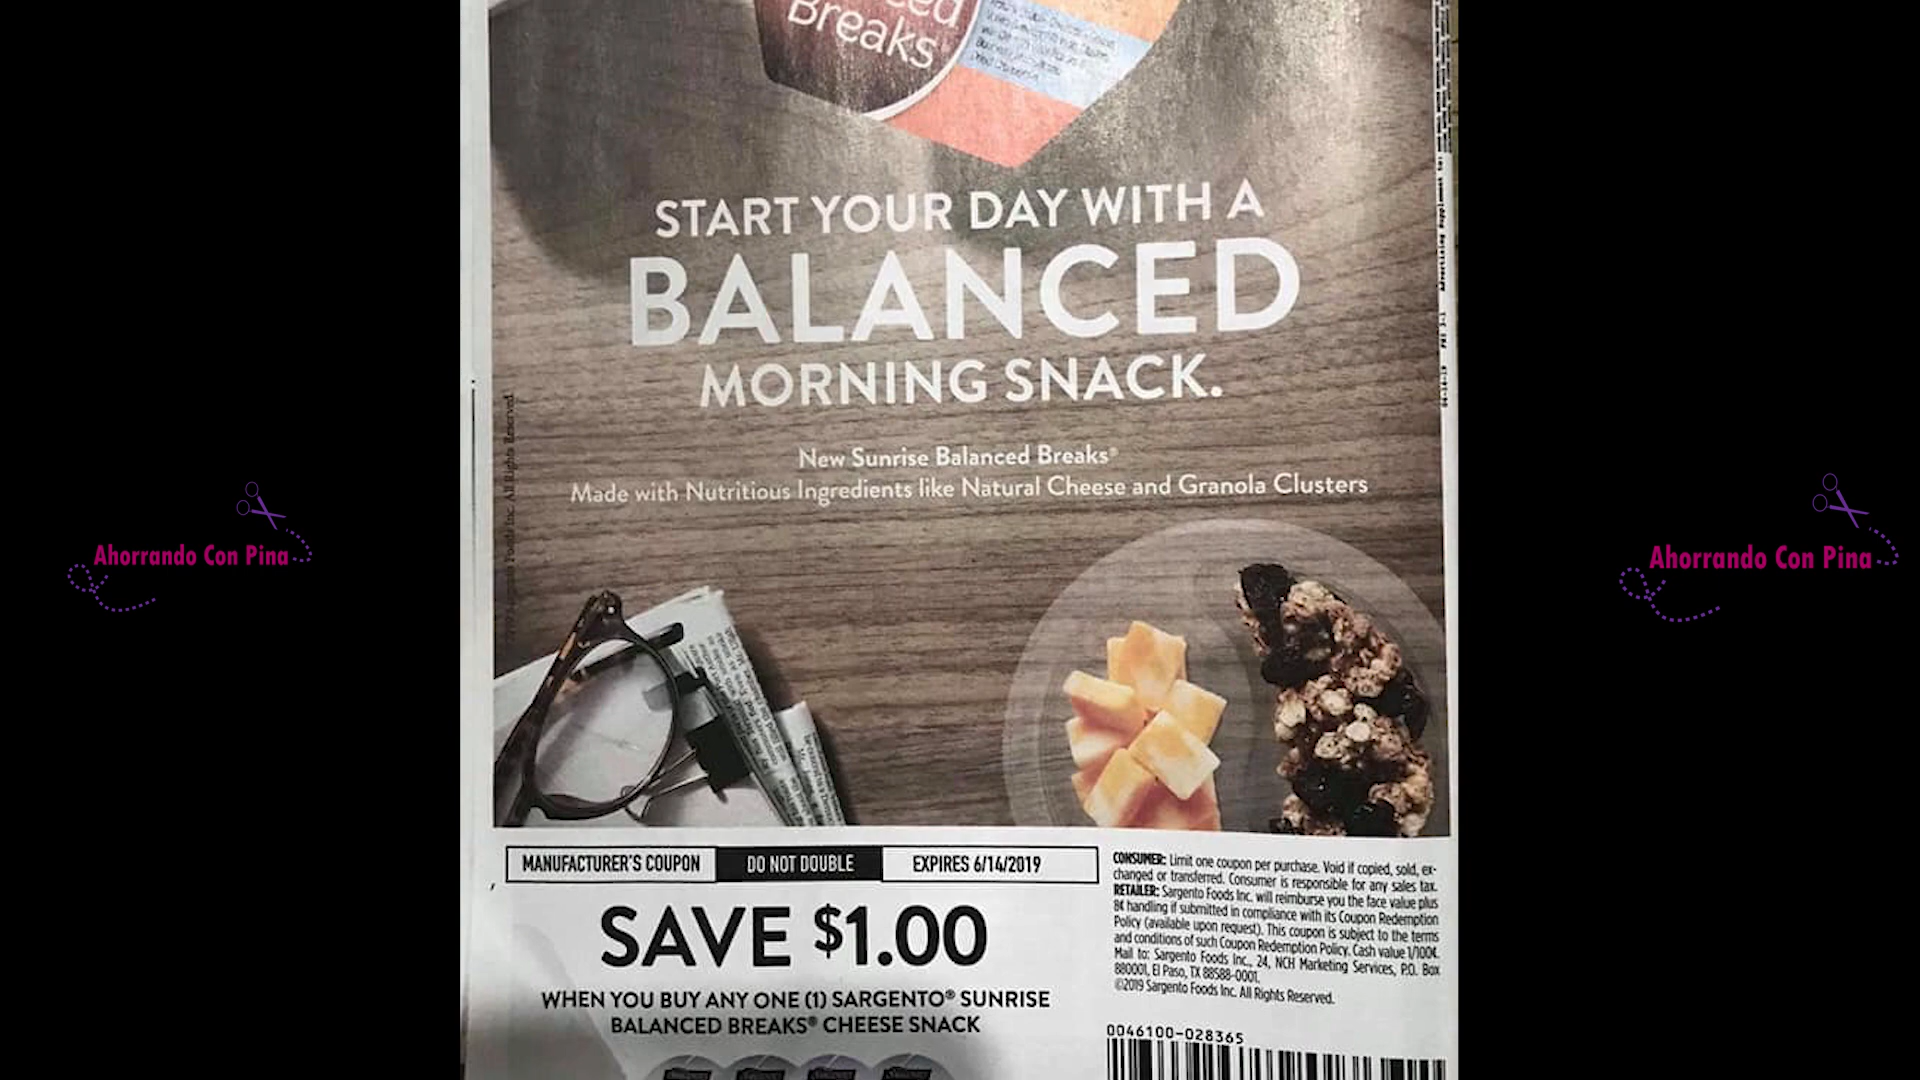 Breaks
START YOUR DAY WITH A
BALANCED
MORNING SNACK.
New Sunrise Balanced Breaks®
Made with Nutritious Ingredients like Natural Cheese and Granola Clusters
Foods Inc. All Rights Reserved
Ahorrando Con Pina
Ahorrando Con Pina
MANUFACTURER'S COUPON
DO NOT DOUBLE
EXPIRES 6/14/2019
SAVE $1.00
WHEN YOU BUY ANY ONE (1) SARGENTO® SUNRISE
BALANCED BREAKS® CHEESE SNACK
CONSUMER: Limit one coupon per purchase. Void if copied, sold, ex-
changed or transferred. Consumer is responsible for any sales tax.
RETAILER: Sargento Foods Inc. will reimburse you the face value plus
8¢ handling if submitted in compliance with its Coupon Redemption
Policy (available upon request). This coupon is subject to the terms
and conditions of such Coupon Redemption Policy. Cash value 1/100¢.
Mail to: Sargento Foods Inc., 24, NCH Marketing Services, P.O. Box
880001, El Paso, TX 88588-0001.
©2019 Sargento Foods Inc. All Rights Reserved.
0046100-028365